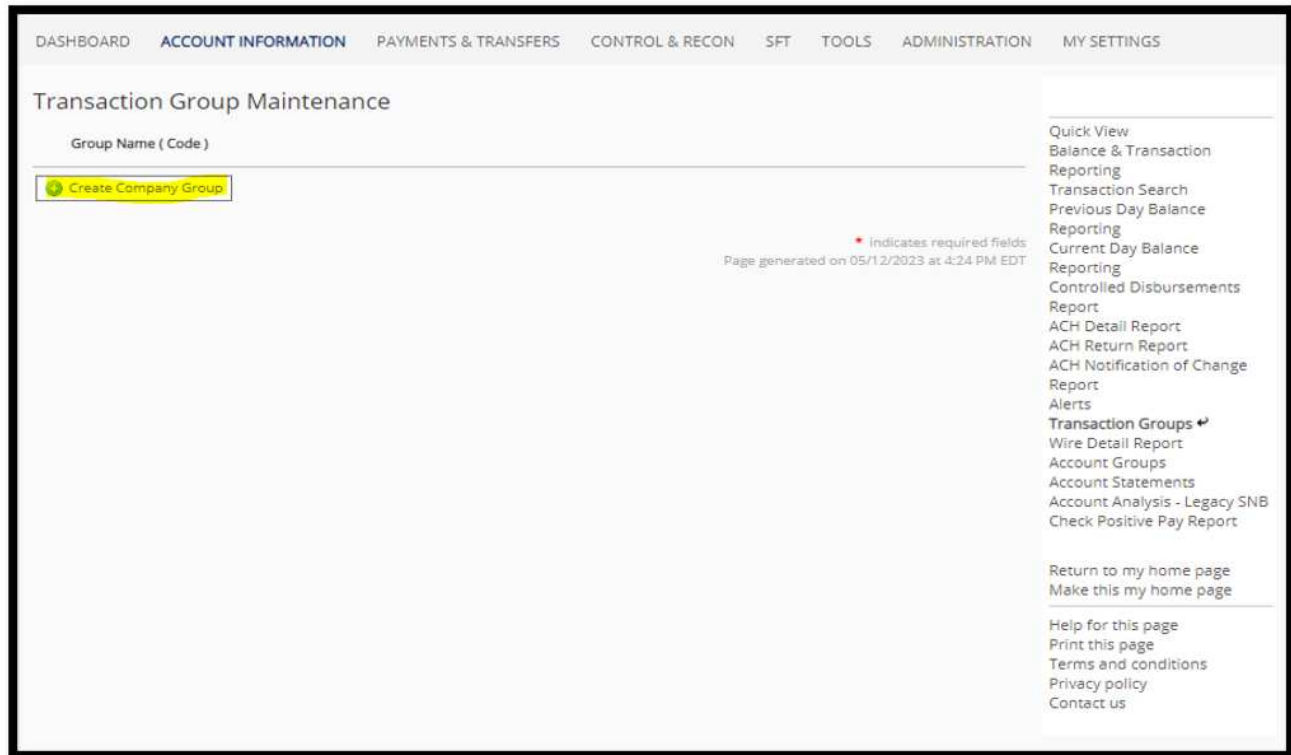 DASHBOARD ACCOUNT INFORMATION PAYMENTS & TRANSFERS CONTROL & RECON SFT TOOLS ADMINISTRATION MY SETTINGS
Transaction Group Maintenance
Group Name ( Code )
Create Company Group
* indicates required fields
Page generated on 05/12/2023 at 4:24 PM EDT
Quick View
Balance & Transaction
Reporting
Transaction Search
Previous Day Balance
Reporting
Current Day Balance
Reporting
Controlled Disbursements
Report
ACH Detail Report
ACH Return Report
ACH Notification of Change
Report
Alerts
Transaction Groups ↵
Wire Detail Report
Account Groups
Account Statements
Account Analysis - Legacy SNB
Check Positive Pay Report
Return to my home page
Make this my home page
Help for this page
Print this page
Terms and conditions
Privacy policy
Contact us